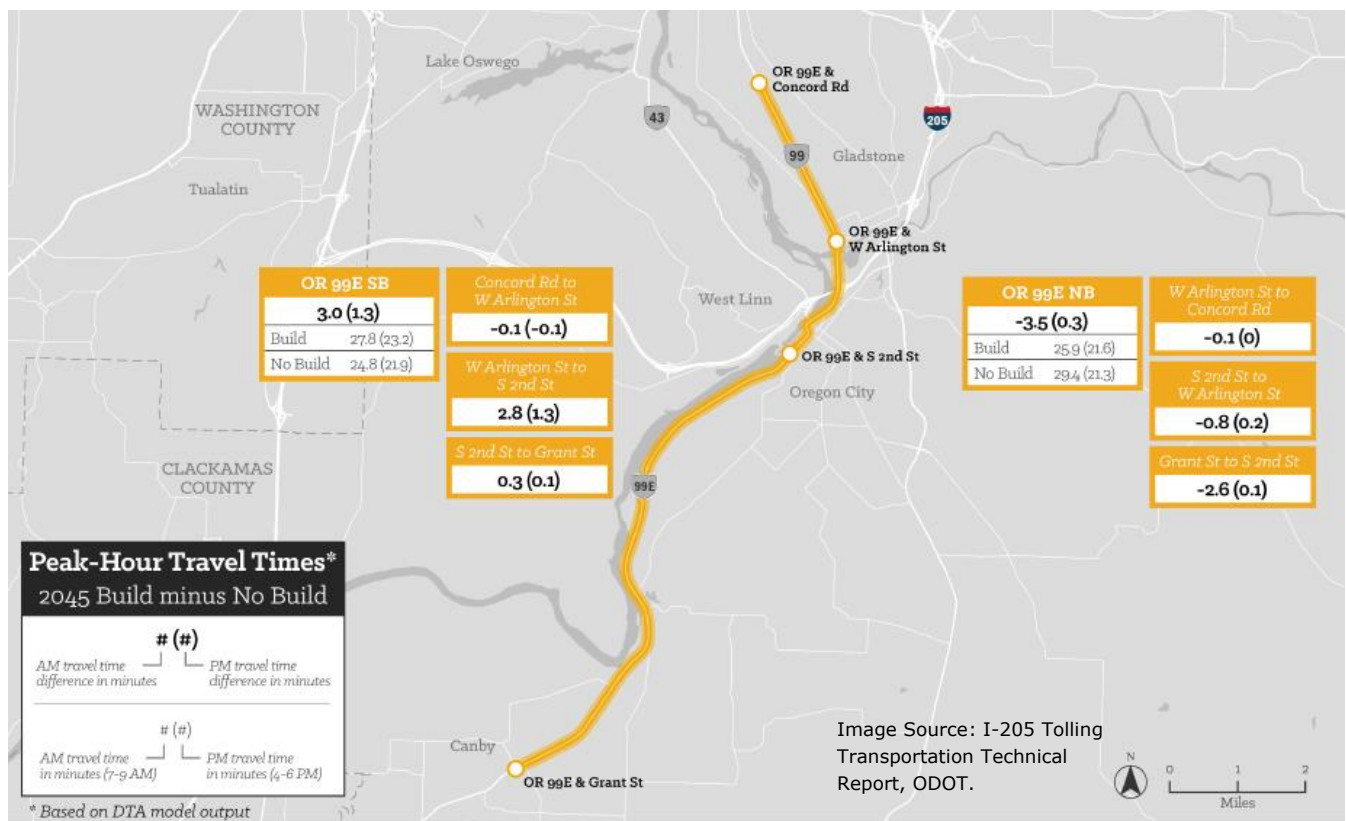 Lake Oswego
OR 99E &
Concord Rd
WASHINGTON
COUNTY
43
205
99
Gladstone
Tualatin
OR 99E &
W Arlington St
West Linn
OR 99E SB
3.0 (1.3)
Build 27.8 (23.2)
No Build 24.8 (21.9)
Concord Rd to
W Arlington St
-0.1 (-0.1)
W Arlington St to
S 2nd St
2.8 (1.3)
S 2nd St to Grant St
0.3 (0.1)
OR 99E NB
-3.5 (0.3)
Build 25.9 (21.6)
No Build 29.4 (21.3)
W Arlington St to
Concord Rd
-0.1 (0)
S 2nd St to
W Arlington St
-0.8 (0.2)
Grant St to S 2nd St
-2.6 (0.1)
OR 99E & S 2nd St
Oregon City
CLACKAMAS
COUNTY
99E
Peak-Hour Travel Times*
2045 Build minus No Build
# (#)
AM travel time
difference in minutes
PM travel time
difference in minutes
# (#)
AM travel time
in minutes (7-9 AM)
PM travel time
in minutes (4-6 PM)
* Based on DTA model output
Canby
OR 99E & Grant St
Image Source: I-205 Tolling
Transportation Technical
Report, ODOT.
N
0 1 2
Miles